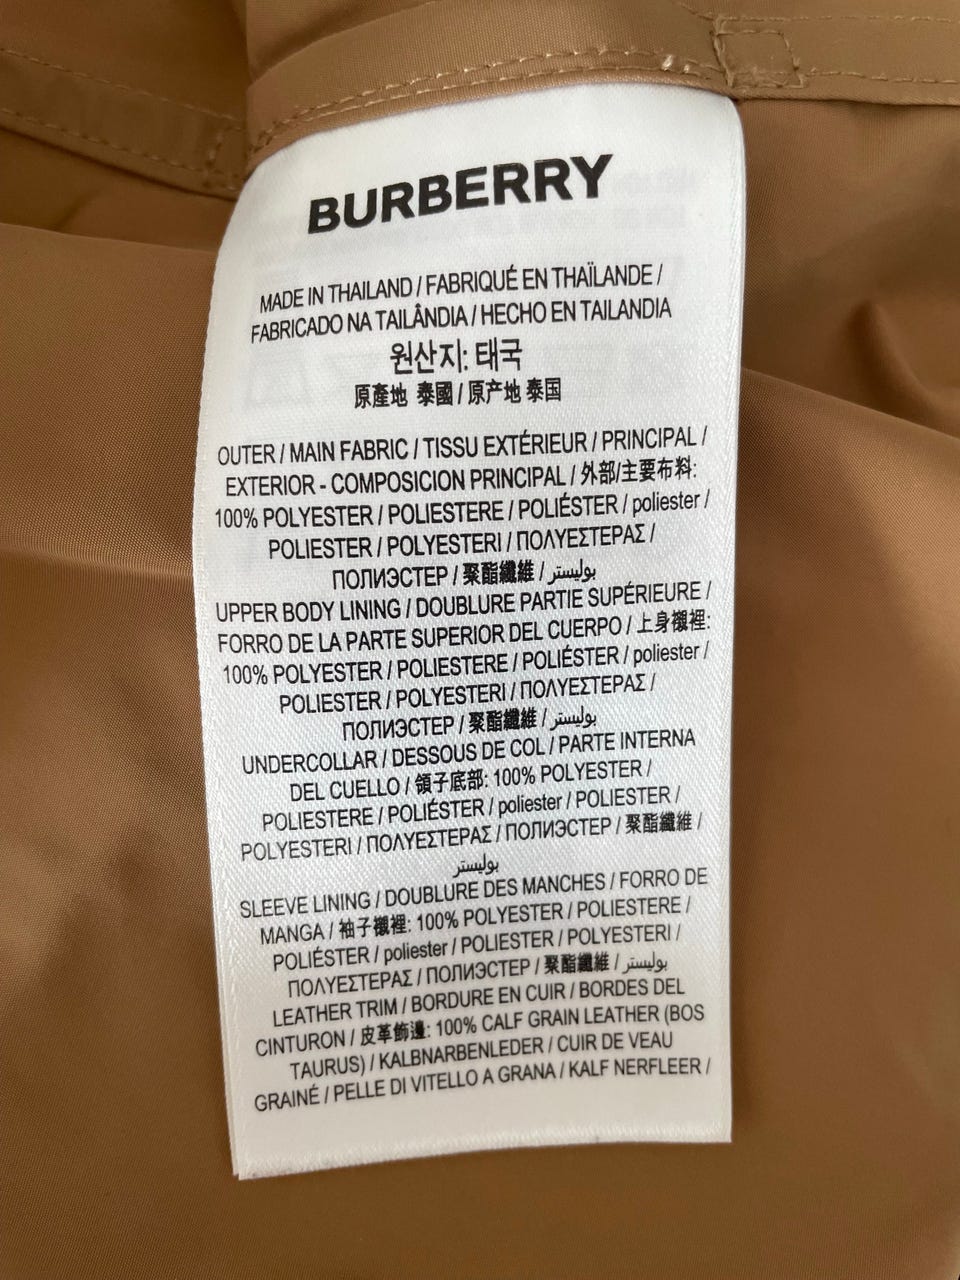 BURBERRY
MADE IN THAILAND / FABRIQUÉ EN THAÏLANDE /
FABRICADO NA TAILÂNDIA / HECHO EN TAILANDIA
원산지: 태국
原產地 泰國 / 原产地 泰国
OUTER / MAIN FABRIC / TISSU EXTÉRIEUR / PRINCIPAL /
EXTERIOR - COMPOSICION PRINCIPAL / 外部/主要布料:
100% POLYESTER / POLIESTERE / POLIÉSTER / poliester /
POLIESTER / POLYESTERI / ΠΟΛΥΕΣΤΕΡΑΣ /
ПОЛИЭСТЕР / 聚酯纖維 / بوليستر
UPPER BODY LINING / DOUBLURE PARTIE SUPÉRIEURE /
FORRO DE LA PARTE SUPERIOR DEL CUERPO / 上身襯裡:
100% POLYESTER / POLIESTERE / POLIÉSTER / poliester /
POLIESTER / POLYESTERI / ΠΟΛΥΕΣΤΕΡΑΣ /
ПОЛИЭСТЕР / 聚酯纖維 / بوليستر
UNDERCOLLAR / DESSOUS DE COL / PARTE INTERNA
DEL CUELLO / 領子底部: 100% POLYESTER /
POLIESTERE / POLIÉSTER / poliester / POLIESTER /
POLYESTERI / ΠΟΛΥΕΣΤΕΡΑΣ / ПОЛИЭСТЕР / 聚酯纖維 /
بوليستر
SLEEVE LINING / DOUBLURE DES MANCHES / FORRO DE
MANGA / 袖子襯裡: 100% POLYESTER / POLIESTERE /
POLIÉSTER / poliester / POLIESTER / POLYESTERI /
ΠΟΛΥΕΣΤΕΡΑΣ / ПОЛИЭСТЕР / 聚酯纖維 / بوليستر
LEATHER TRIM / BORDURE EN CUIR / BORDES DEL
CINTURON / 皮革飾邊: 100% CALF GRAIN LEATHER (BOS
TAURUS) / KALBNARBENLEDER / CUIR DE VEAU
GRAINÉ / PELLE DI VITELLO A GRANA / KALF NERFLEER /